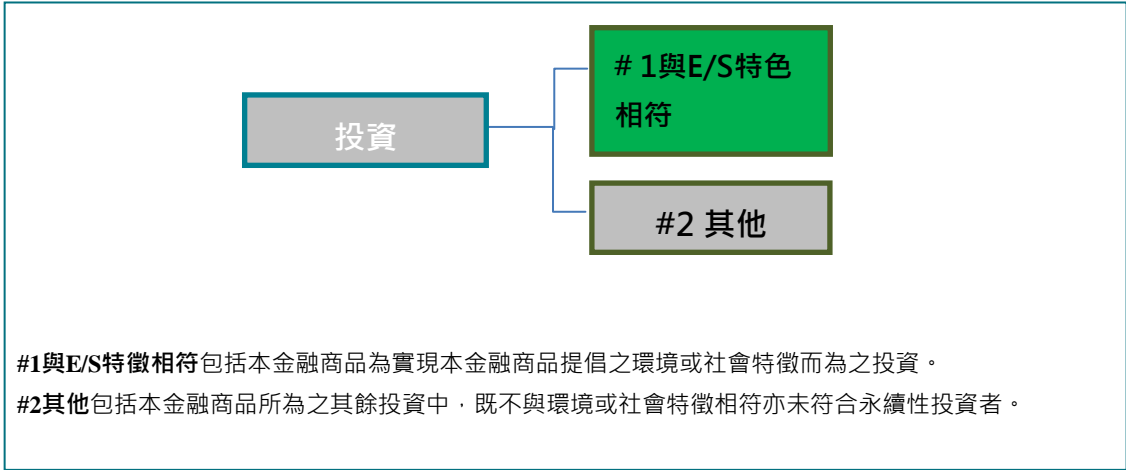 # 1與E/S特色
相符
投資
#2 其他
#1與E/S特徵相符包括本金融商品為實現本金融商品提倡之環境或社會特徵而為之投資。
#2其他包括本金融商品所為之其餘投資中，既不與環境或社會特徵相符亦未符合永續性投資者。